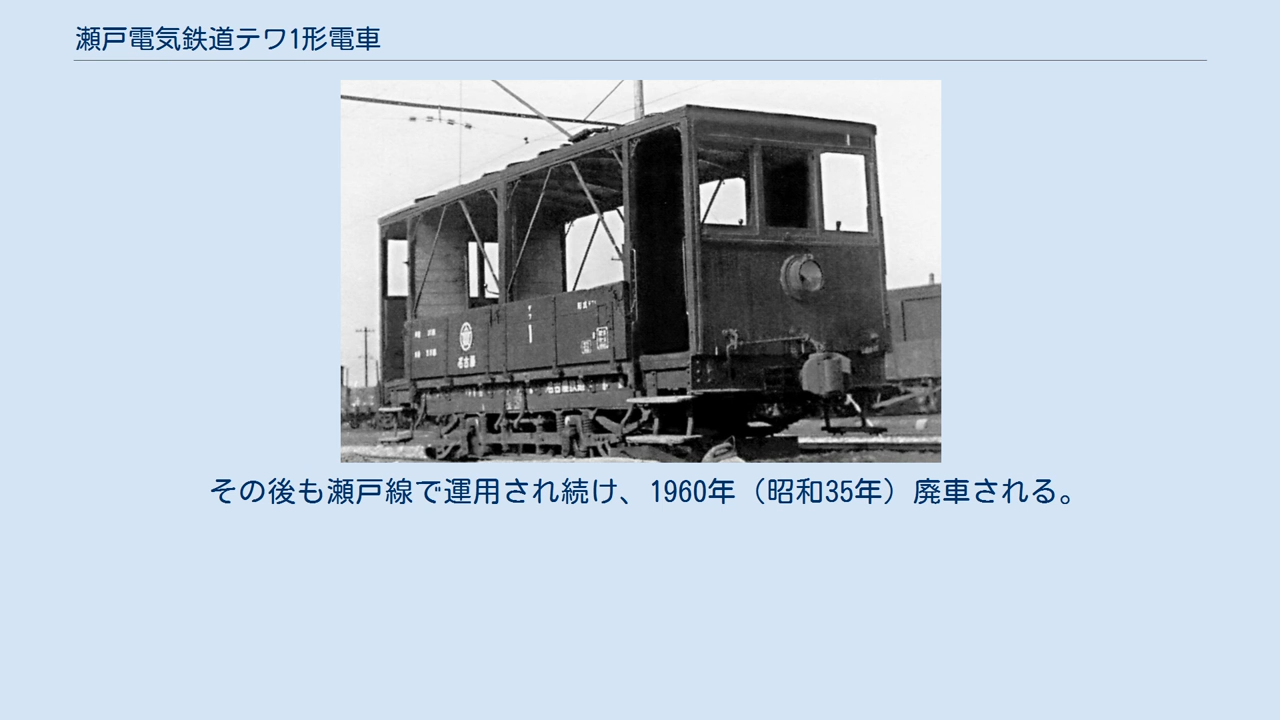 瀬戸電気鉄道テワ1形電車
その後も瀬戸線で運用され続け、1960年（昭和35年）廃車される。